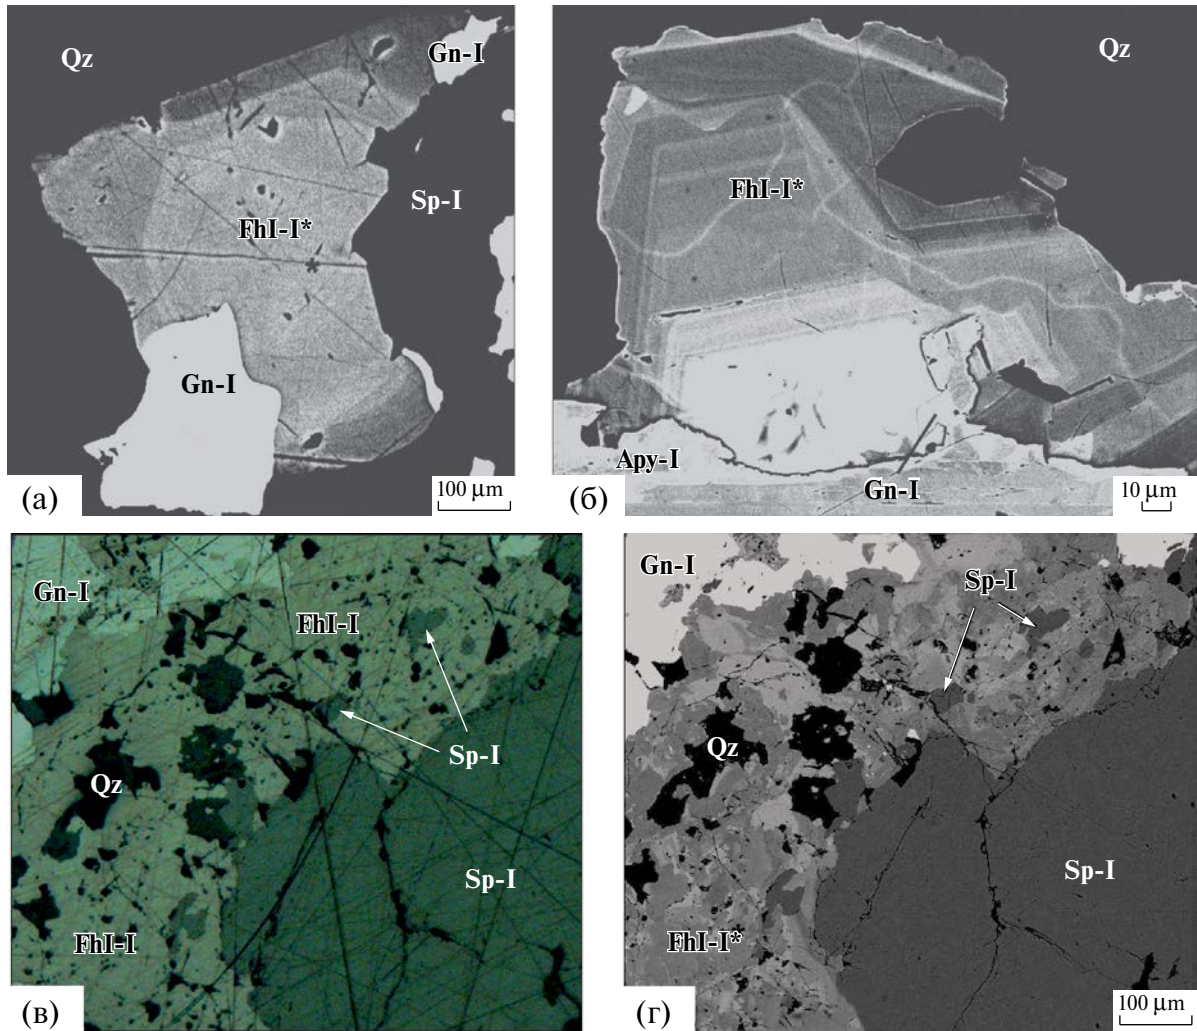 Qz
Gn-I
FhI-I*
Sp-I
Gn-I
(а)
100 µm
Qz
FhI-I*
Apy-I
Gn-I
(б)
10 µm
Gn-I
FhI-I
Sp-I
Qz
Sp-I
FhI-I
(в)
Gn-I
Sp-I
Qz
Sp-I
FhI-I*
(г)
100 µm